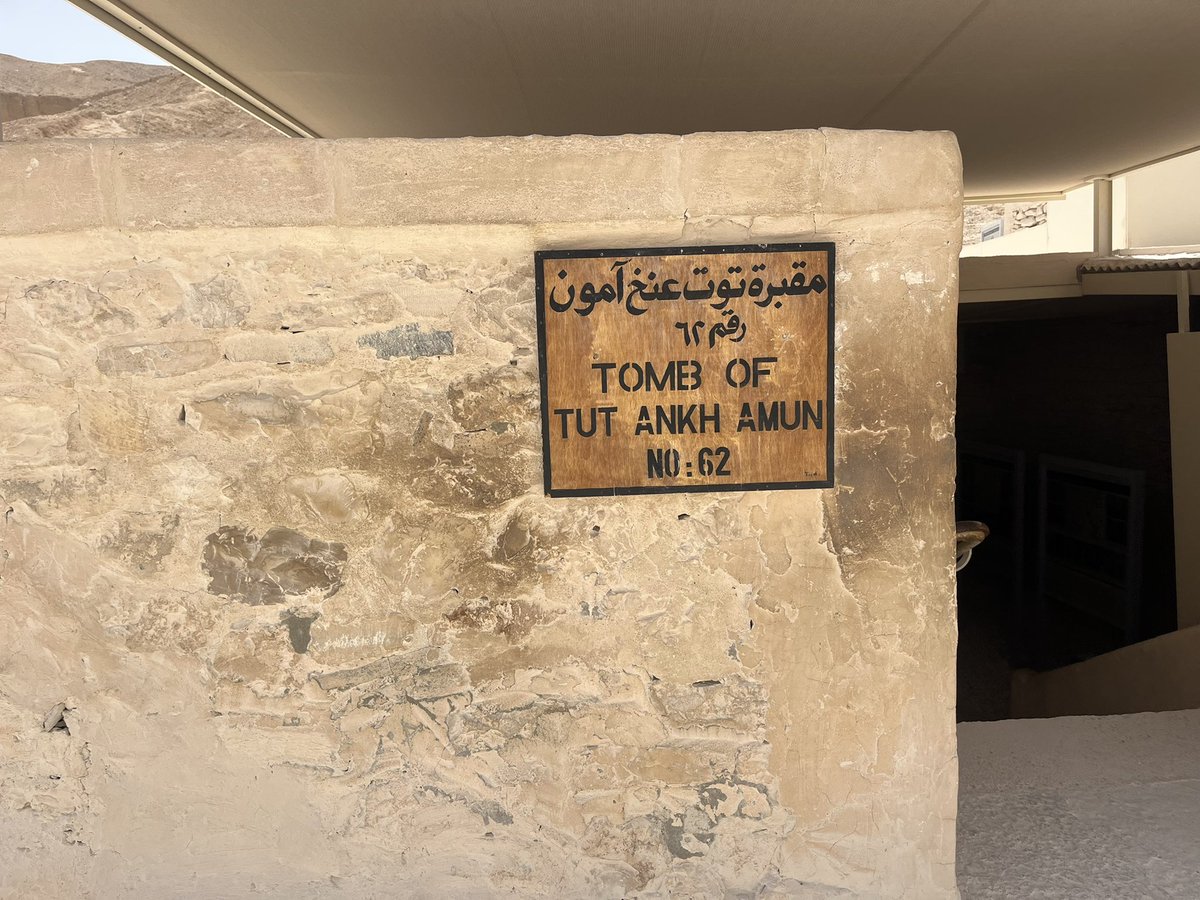 مقبرة توت عنخ آمون
رقم ٦٢
TOMB OF
TUT ANKH AMUN
NO: 62